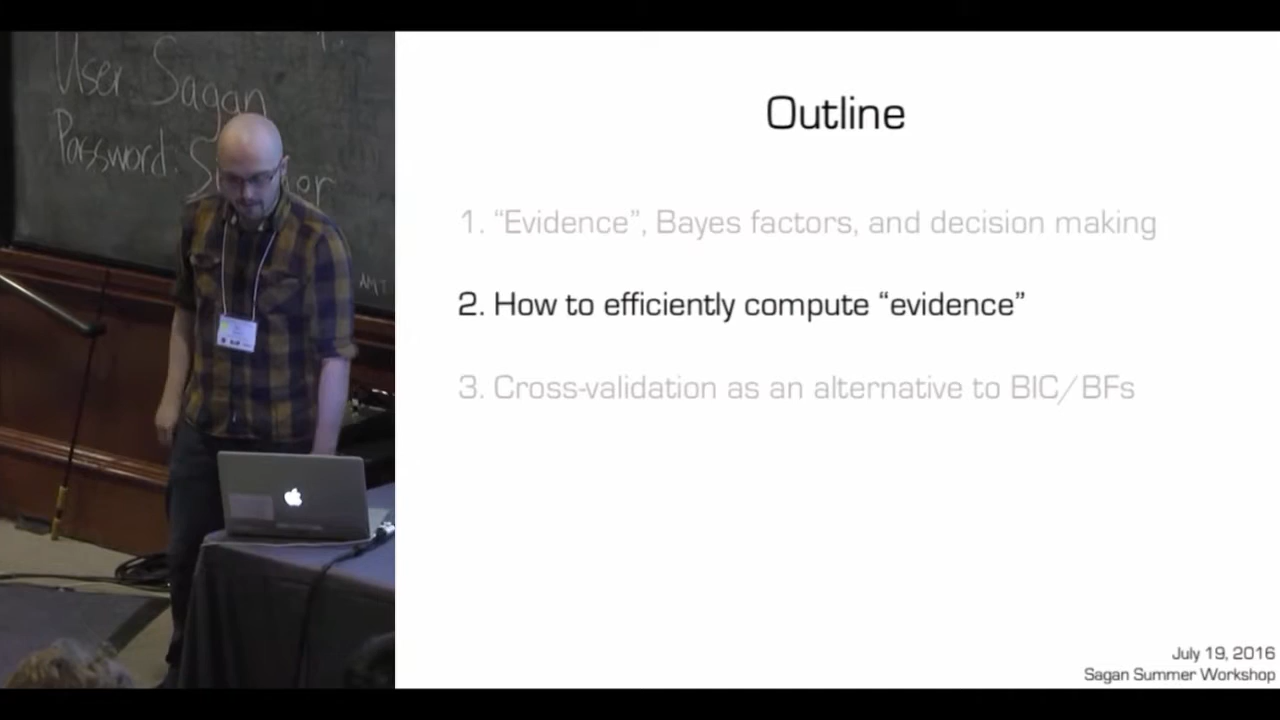 User Sagan
Password.
Outline
1. “Evidence”, Bayes factors, and decision making
2. How to efficiently compute “evidence”
3. Cross-validation as an alternative to BIC/BFs
July 19, 2016
Sagan Summer Workshop